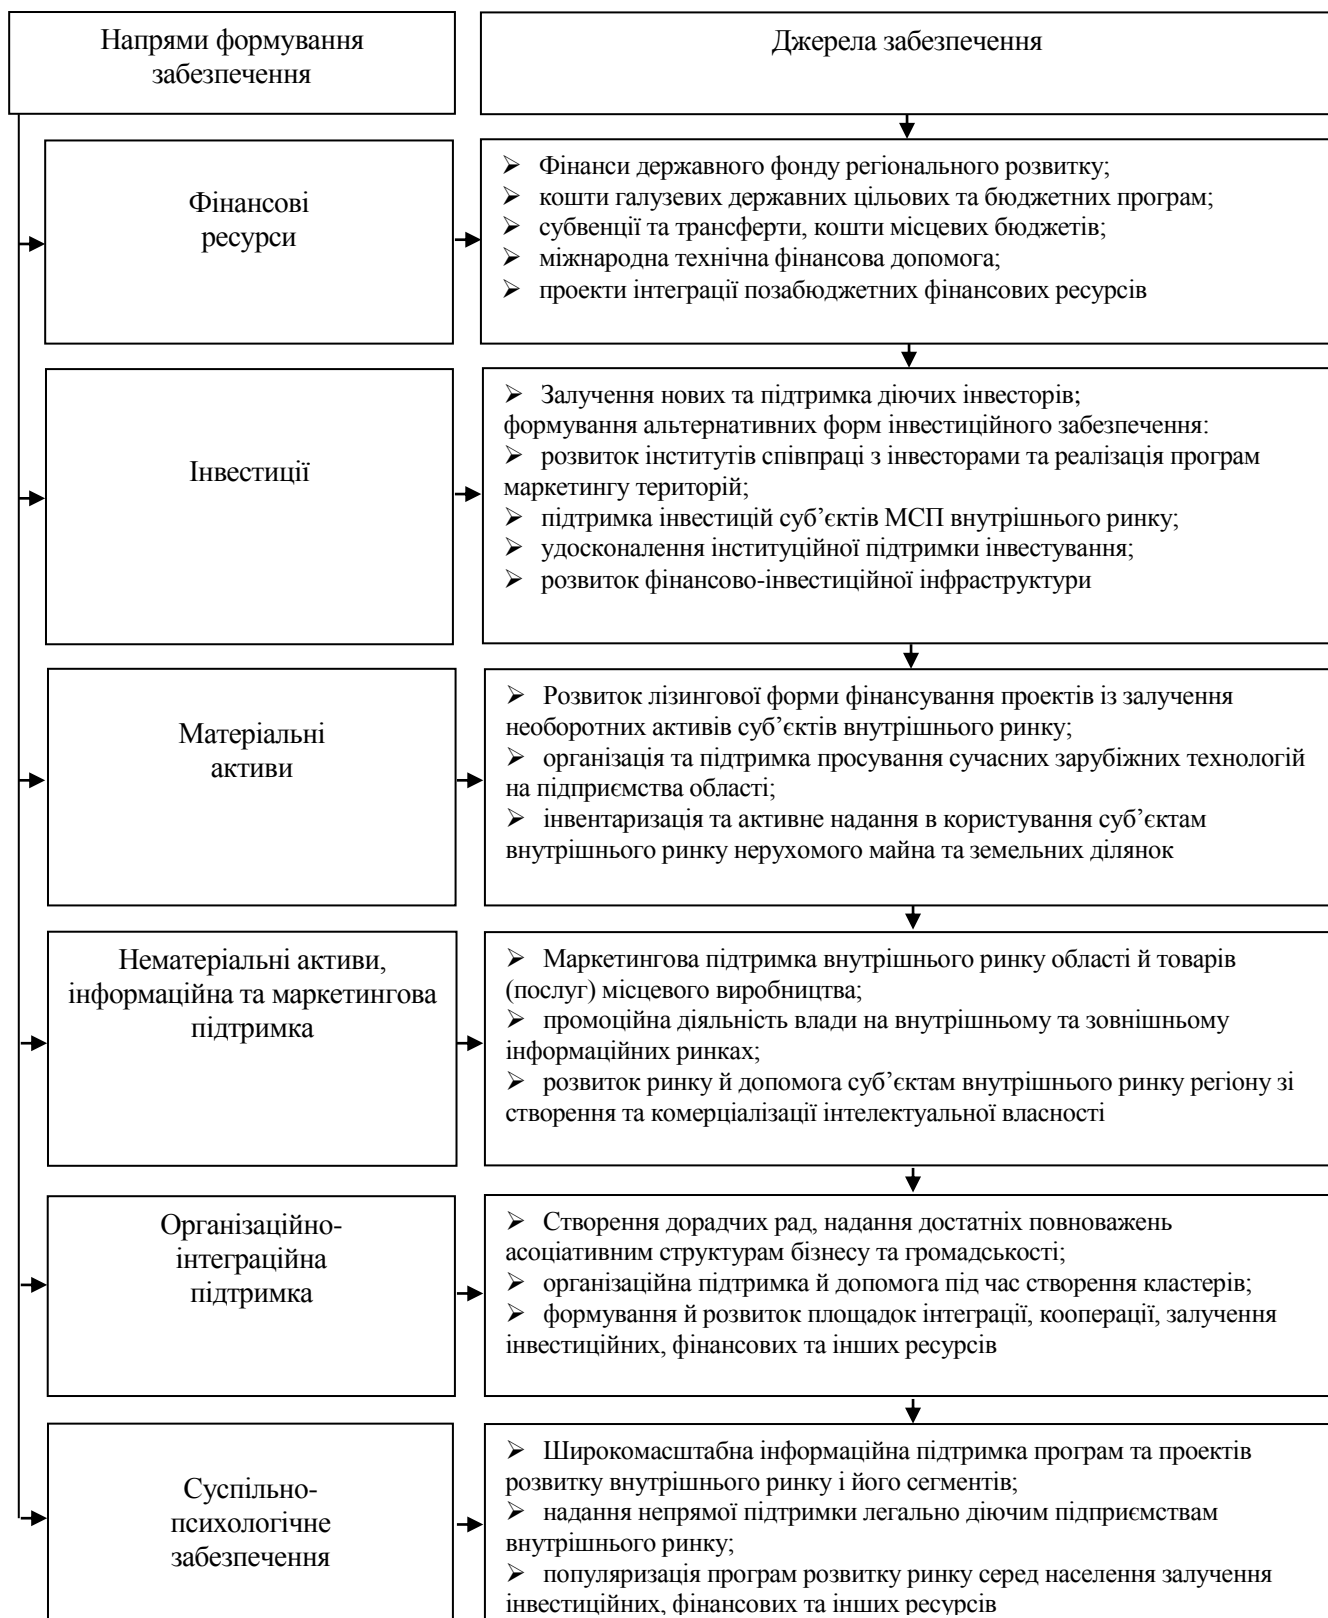 Напрями формування
забезпечення
Джерела забезпечення
Фінансові
ресурси
➢ Фінанси державного фонду регіонального розвитку;
➢ кошти галузевих державних цільових та бюджетних програм;
➢ субвенції та трансферти, кошти місцевих бюджетів;
➢ міжнародна технічна фінансова допомога;
➢ проекти інтеграції позабюджетних фінансових ресурсів
Інвестиції
➢ Залучення нових та підтримка діючих інвесторів;
формування альтернативних форм інвестиційного забезпечення:
➢ розвиток інститутів співпраці з інвесторами та реалізація програм
маркетингу територій;
➢ підтримка інвестицій суб’єктів МСП внутрішнього ринку;
➢ удосконалення інституційної підтримки інвестування;
➢ розвиток фінансово-інвестиційної інфраструктури
Матеріальні
активи
➢ Розвиток лізингової форми фінансування проектів із залучення
необоротних активів суб’єктів внутрішнього ринку;
➢ організація та підтримка просування сучасних зарубіжних технологій
на підприємства області;
➢ інвентаризація та активне надання в користування суб’єктам
внутрішнього ринку нерухомого майна та земельних ділянок
Нематеріальні активи,
інформаційна та маркетингова
підтримка
➢ Маркетингова підтримка внутрішнього ринку області й товарів
(послуг) місцевого виробництва;
➢ промоційна діяльність влади на внутрішньому та зовнішньому
інформаційних ринках;
➢ розвиток ринку й допомога суб’єктам внутрішнього ринку регіону зі
створення та комерціалізації інтелектуальної власності
Організаційно-
інтеграційна
підтримка
➢ Створення дорадчих рад, надання достатніх повноважень
асоціативним структурам бізнесу та громадськості;
➢ організаційна підтримка й допомога під час створення кластерів;
➢ формування й розвиток площадок інтеграції, кооперації, залучення
інвестиційних, фінансових та інших ресурсів
Суспільно-
психологічне
забезпечення
➢ Широкомасштабна інформаційна підтримка програм та проектів
розвитку внутрішнього ринку і його сегментів;
➢ надання непрямої підтримки легально діючим підприємствам
внутрішнього ринку;
➢ популяризація програм розвитку ринку серед населення залучення
інвестиційних, фінансових та інших ресурсів